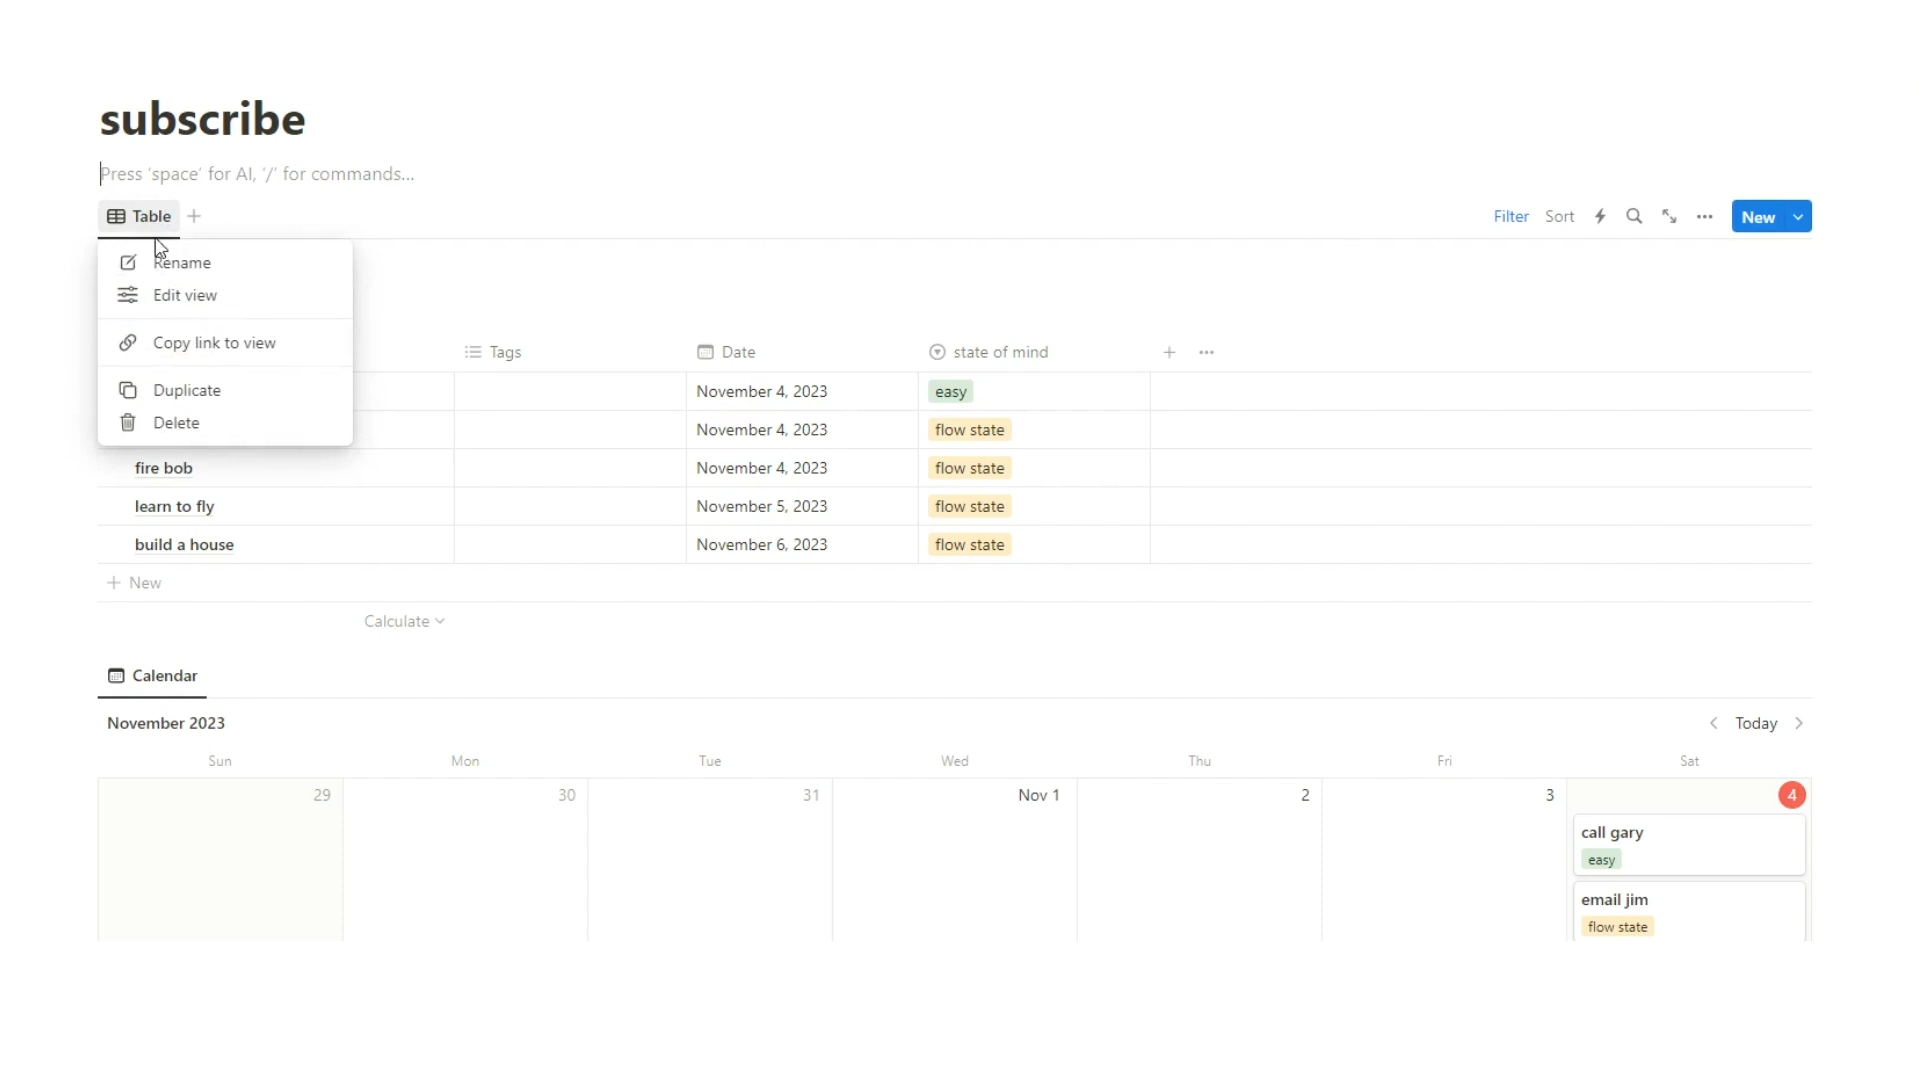 subscribe
Press 'space' for AI, '/' for commands...
Table
Filter Sort New
Rename
Edit view
Copy link to view
Duplicate
Delete
Tags Date state of mind
November 4, 2023 easy
November 4, 2023 flow state
fire bob November 4, 2023 flow state
learn to fly November 5, 2023 flow state
build a house November 6, 2023 flow state
New
Calculate
Calendar
November 2023 Today
Sun Mon Tue Wed Thu Fri Sat
29 30 31 Nov 1 2 3 4
call gary
easy
email jim
flow state